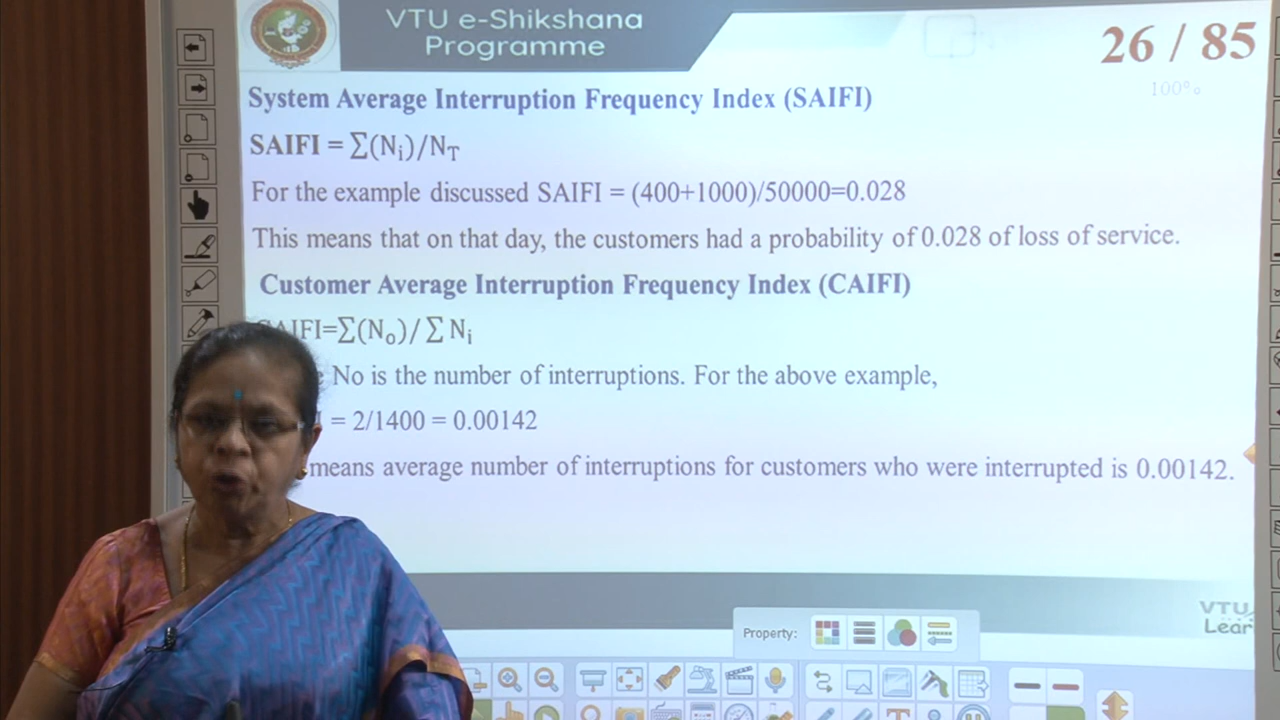 VTU e-Shikshana
Programme
26 / 85
100%
System Average Interruption Frequency Index (SAIFI)
SAIFI = ∑(Nᵢ)/N_T
For the example discussed SAIFI = (400+1000)/50000=0.028
This means that on that day, the customers had a probability of 0.028 of loss of service.
Customer Average Interruption Frequency Index (CAIFI)
CAIFI=∑(Nₒ)/ ∑ Nᵢ
No is the number of interruptions. For the above example,
= 2/1400 = 0.00142
means average number of interruptions for customers who were interrupted is 0.00142.
VTU
Lear
Property: